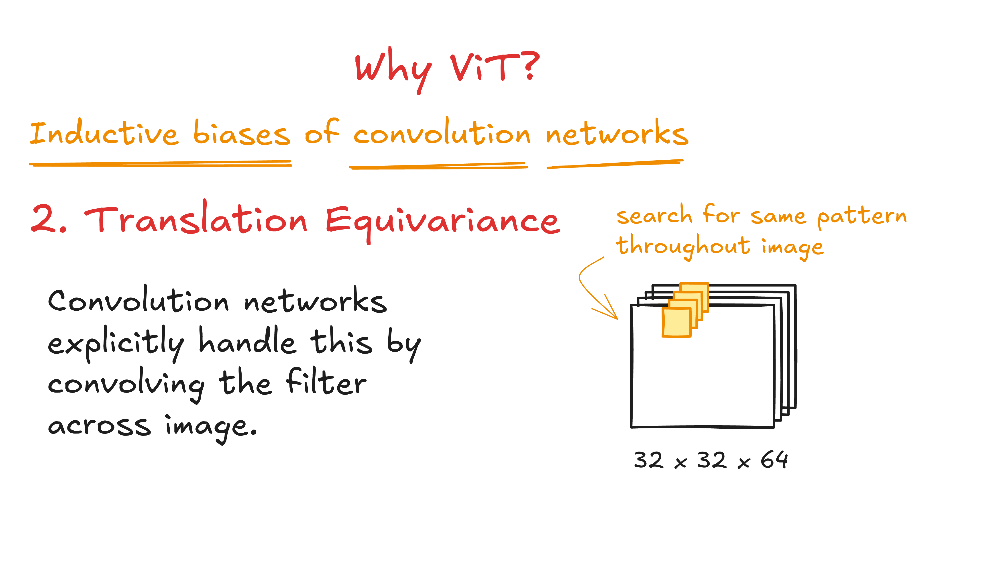 Why ViT?
Inductive biases of convolution networks
2. Translation Equivariance
search for same pattern
throughout image
Convolution networks
explicitly handle this by
convolving the filter
across image.
32 x 32 x 64